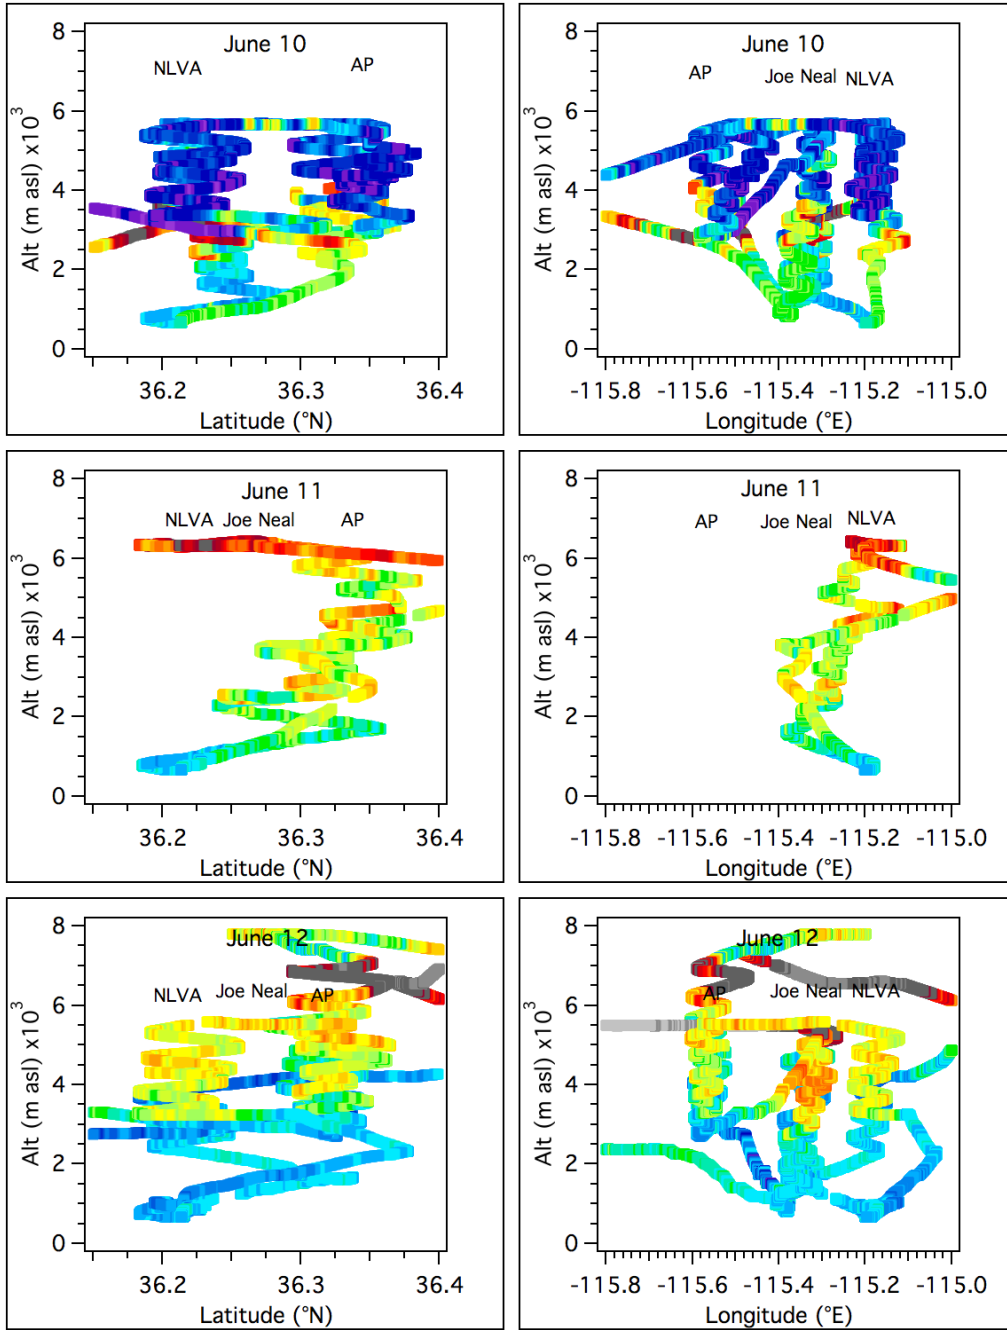 June 10
NLVA AP
Alt (m asl) x10³
8
6
4
2
0
36.2 36.3 36.4
Latitude (°N)
June 10
AP Joe Neal NLVA
Alt (m asl) x10³
8
6
4
2
0
-115.8 -115.6 -115.4 -115.2 -115.0
Longitude (°E)
June 11
NLVA Joe Neal AP
Alt (m asl) x10³
8
6
4
2
0
36.2 36.3 36.4
Latitude (°N)
June 11
AP Joe Neal NLVA
Alt (m asl) x10³
8
6
4
2
0
-115.8 -115.6 -115.4 -115.2 -115.0
Longitude (°E)
June 12
NLVA Joe Neal AP
Alt (m asl) x10³
8
6
4
2
0
36.2 36.3 36.4
Latitude (°N)
June 12
AP Joe Neal NLVA
Alt (m asl) x10³
8
6
4
2
0
-115.8 -115.6 -115.4 -115.2 -115.0
Longitude (°E)